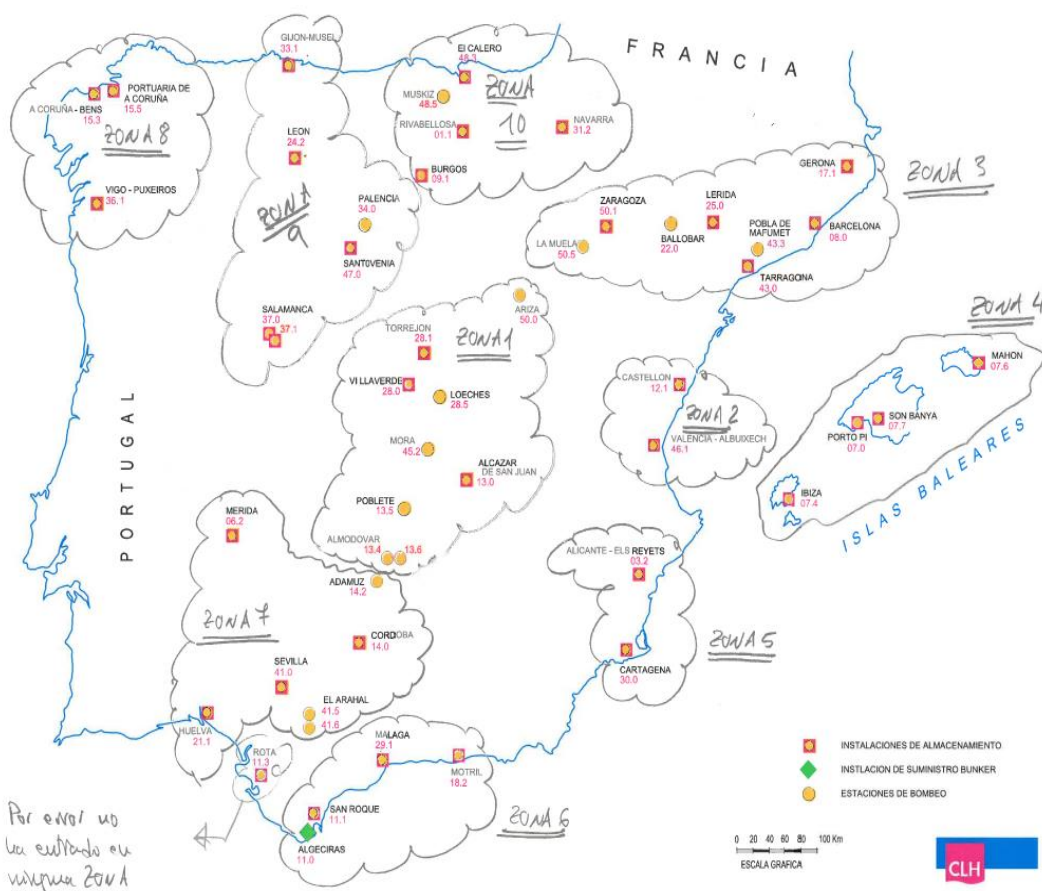 FRANCIA
GIJON-MUSEL
33.1
El CALERO
48.3
MUSKIZ
48.5
ZONA
10
RIVABELLOSA
01.1
NAVARRA
31.2
BURGOS
09.1
PORTUARIA DE
A CORUÑA
15.5
A CORUÑA - BENS
15.3
ZONA 8
VIGO - PUXEIROS
36.1
LEON
24.2
ZONA
9
PALENCIA
34.0
SANTOVENIA
47.0
SALAMANCA
37.0
37.1
GERONA
17.1
ZONA 3
ZARAGOZA
50.1
LERIDA
25.0
LA MUELA
50.5
BALLOBAR
22.0
POBLA DE
MAFUMET
43.3
BARCELONA
08.0
TARRAGONA
43.0
ARIZA
50.0
TORREJON
28.1
ZONA 1
VILLAVERDE
28.0
LOECHES
28.5
MORA
45.2
ALCAZAR
DE SAN JUAN
13.0
POBLETE
13.5
ALMODOVAR
13.4
13.6
CASTELLON
12.1
ZONA 2
VALENCIA - ALBUIXECH
46.1
ZONA 4
MAHON
07.6
SON BANYA
07.7
PORTO PI
07.0
IBIZA
07.4
ISLAS BALEARES
PORTUGAL
MERIDA
06.2
ADAMUZ
14.2
ZONA 7
CORDOBA
14.0
SEVILLA
41.0
EL ARAHAL
41.5
41.6
HUELVA
21.1
ALICANTE - ELS REYETS
03.2
CARTAGENA
30.0
ZONA 5
ROTA
11.3
MALAGA
29.1
MOTRIL
18.2
SAN ROQUE
11.1
ALGECIRAS
11.0
ZONA 6
Por error no
ha entrado en
ninguna ZONA
INSTALACIONES DE ALMACENAMIENTO
INSTLACION DE SUMINISTRO BUNKER
ESTACIONES DE BOMBEO
0 20 40 60 80 100 Km
ESCALA GRAFICA
CLH